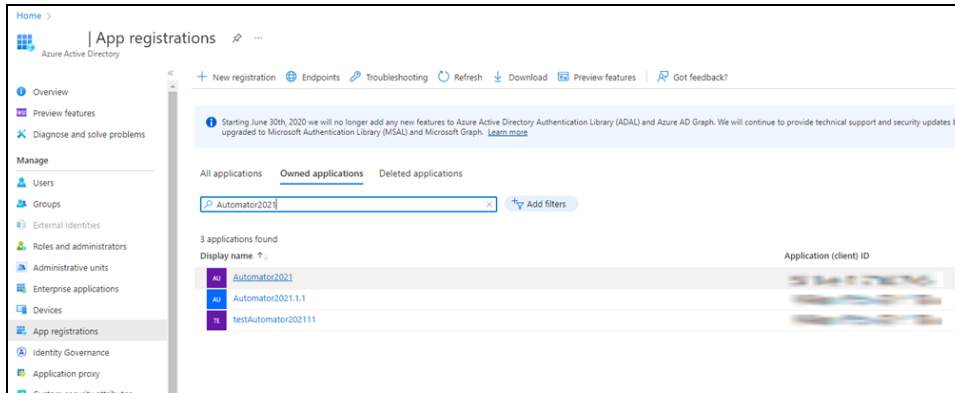 Home >
| App registrations
Azure Active Directory
+ New registration Endpoints Troubleshooting Refresh Download Preview features Got feedback?
Overview
Preview features
Diagnose and solve problems
Manage
Users
Groups
External Identities
Roles and administrators
Administrative units
Enterprise applications
Devices
App registrations
Identity Governance
Application proxy
Custom security attributes
Starting June 30th, 2020 we will no longer add any new features to Azure Active Directory Authentication Library (ADAL) and Azure AD Graph. We will continue to provide technical support and security updates
upgraded to Microsoft Authentication Library (MSAL) and Microsoft Graph. Learn more
All applications Owned applications Deleted applications
Automator2021
Add filters
3 applications found
Display name Application (client) ID
AU Automator2021
AU Automator2021.1.1
TE testAutomator202111